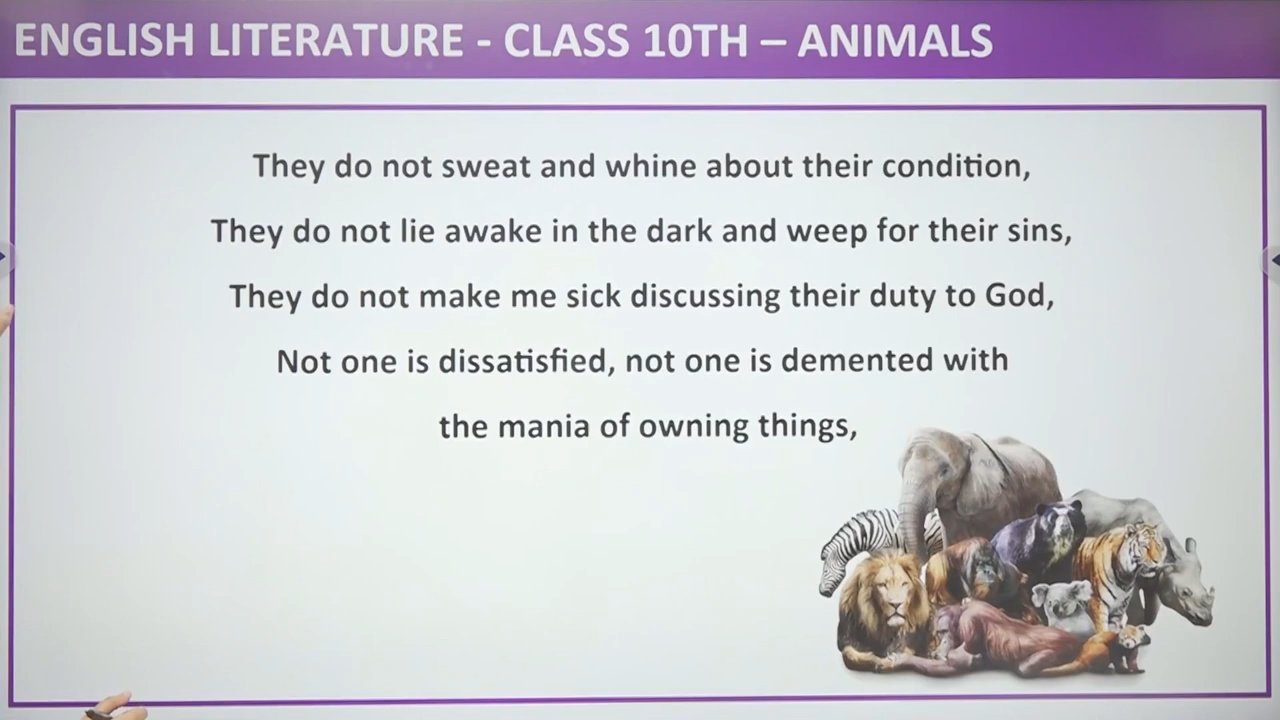 ENGLISH LITERATURE - CLASS 10TH – ANIMALS
They do not sweat and whine about their condition,
They do not lie awake in the dark and weep for their sins,
They do not make me sick discussing their duty to God,
Not one is dissatisfied, not one is demented with
the mania of owning things,